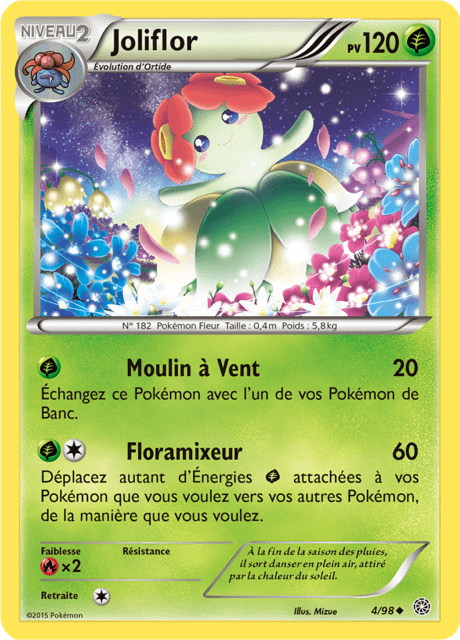 NIVEAU 2
Joliflor
PV 120
Évolution d'Ortide
N° 182 Pokémon Fleur Taille : 0,4m Poids : 5,8kg
Moulin à Vent 20
Échangez ce Pokémon avec l'un de vos Pokémon de
Banc.
Floramixeur 60
Déplacez autant d'Énergies attachées à vos
Pokémon que vous voulez vers vos autres Pokémon,
de la manière que vous voulez.
Faiblesse
×2
Résistance
Retraite
À la fin de la saison des pluies,
il sort danser en plein air, attiré
par la chaleur du soleil.
©2015 Pokémon
Illus. Mizue
4/98